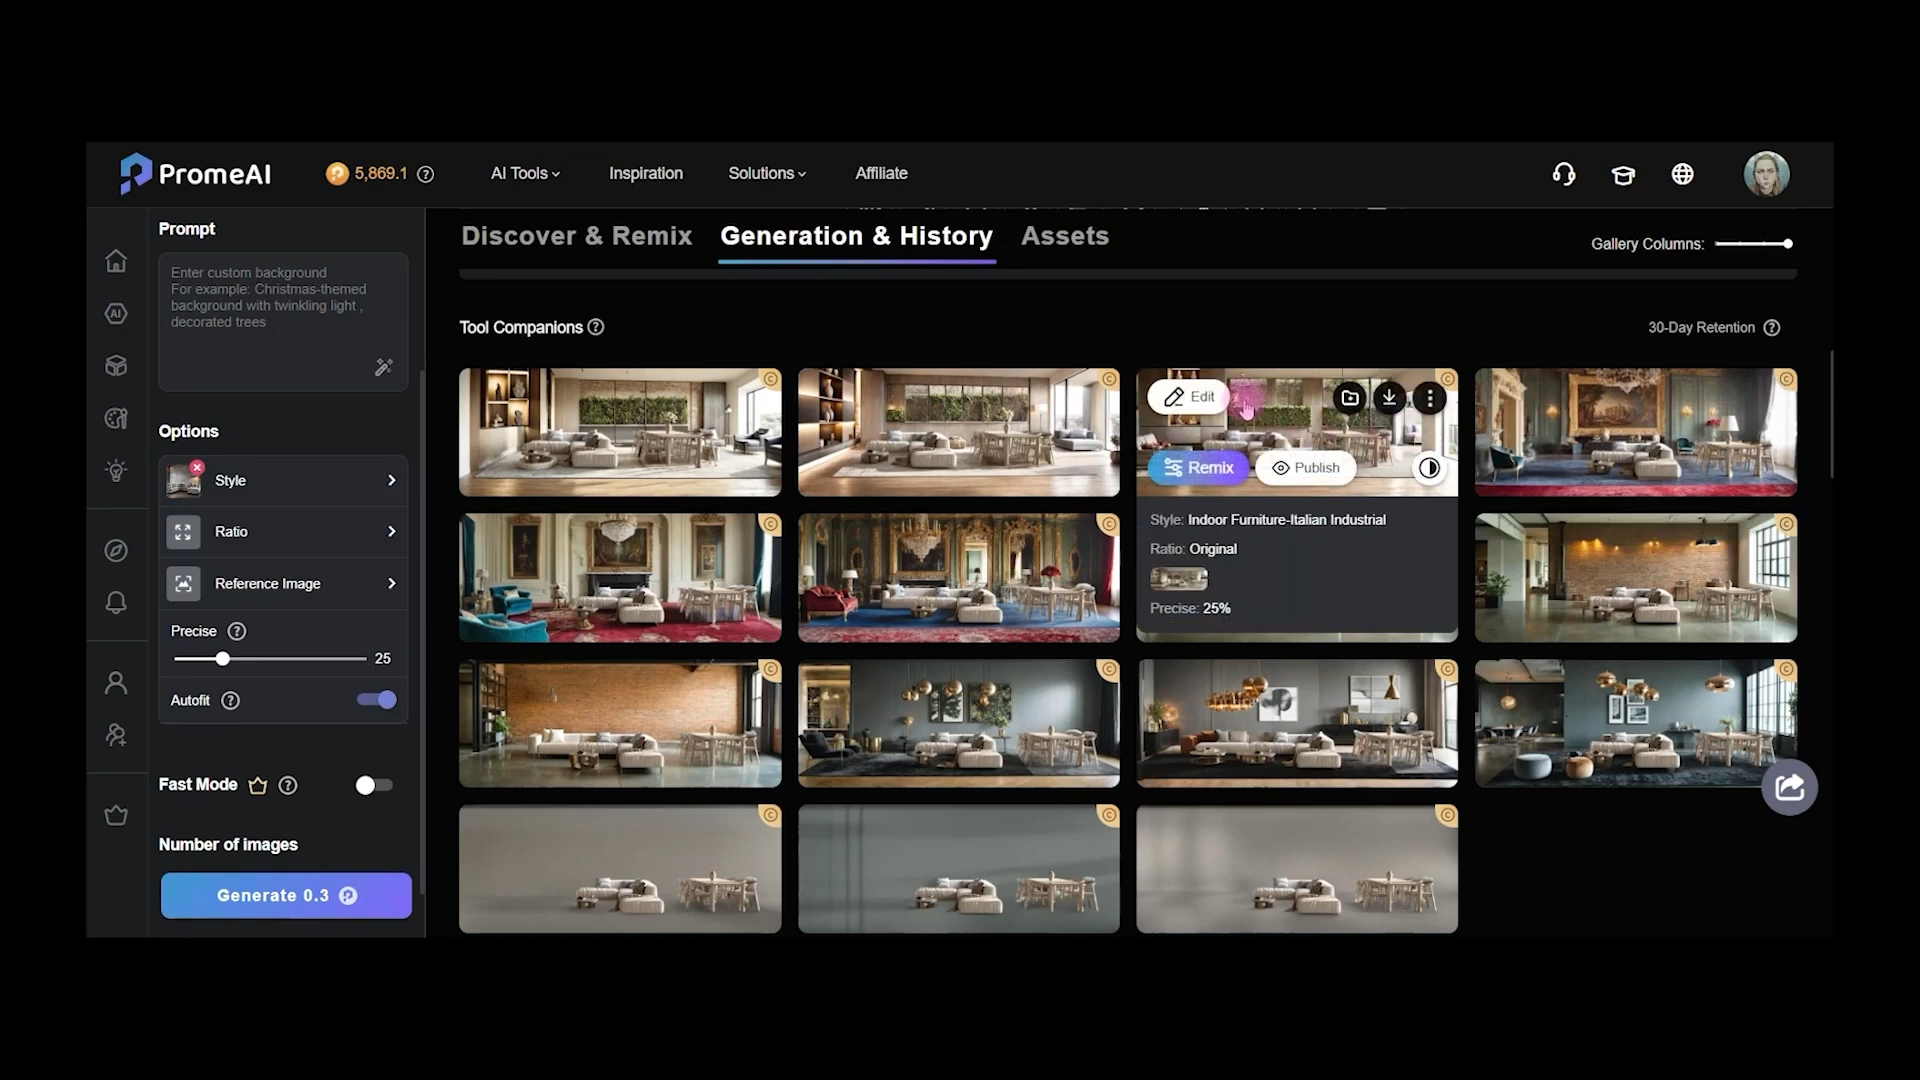 PromeAI
5,869.1
AI Tools
Inspiration
Solutions
Affiliate
Prompt
Enter custom background
For example: Christmas-themed
background with twinkling light ,
decorated trees
Options
Style
Ratio
Reference Image
Precise
25
Autofit
Fast Mode
Number of images
Generate 0.3
Discover & Remix
Generation & History
Assets
Gallery Columns:
Tool Companions
30-Day Retention
Edit
Remix
Publish
Style: Indoor Furniture-Italian Industrial
Ratio: Original
Precise: 25%
AI